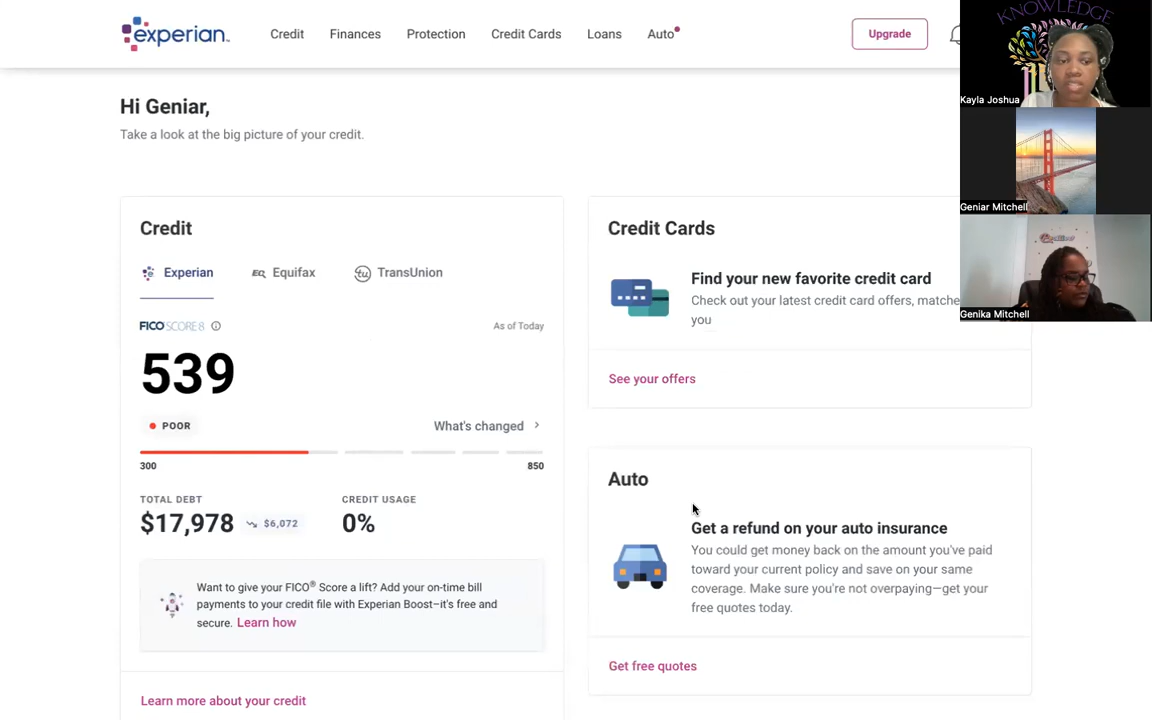 experian
Credit
Finances
Protection
Credit Cards
Loans
Auto
Upgrade
KNOWLEDGE
Kayla Joshua
Geniar Mitchell
Genika Mitchell
Hi Geniar,
Take a look at the big picture of your credit.
Credit
Experian
EQ
Equifax
tu
TransUnion
FICO SCORE 8
As of Today
539
POOR
What's changed
300
850
TOTAL DEBT
CREDIT USAGE
$17,978
$6,072
0%
Want to give your FICO® Score a lift? Add your on-time bill
payments to your credit file with Experian Boost–it's free and
secure. Learn how
Learn more about your credit
Credit Cards
Find your new favorite credit card
Check out your latest credit card offers, matche
you
See your offers
Auto
Get a refund on your auto insurance
You could get money back on the amount you've paid
toward your current policy and save on your same
coverage. Make sure you're not overpaying—get your
free quotes today.
Get free quotes